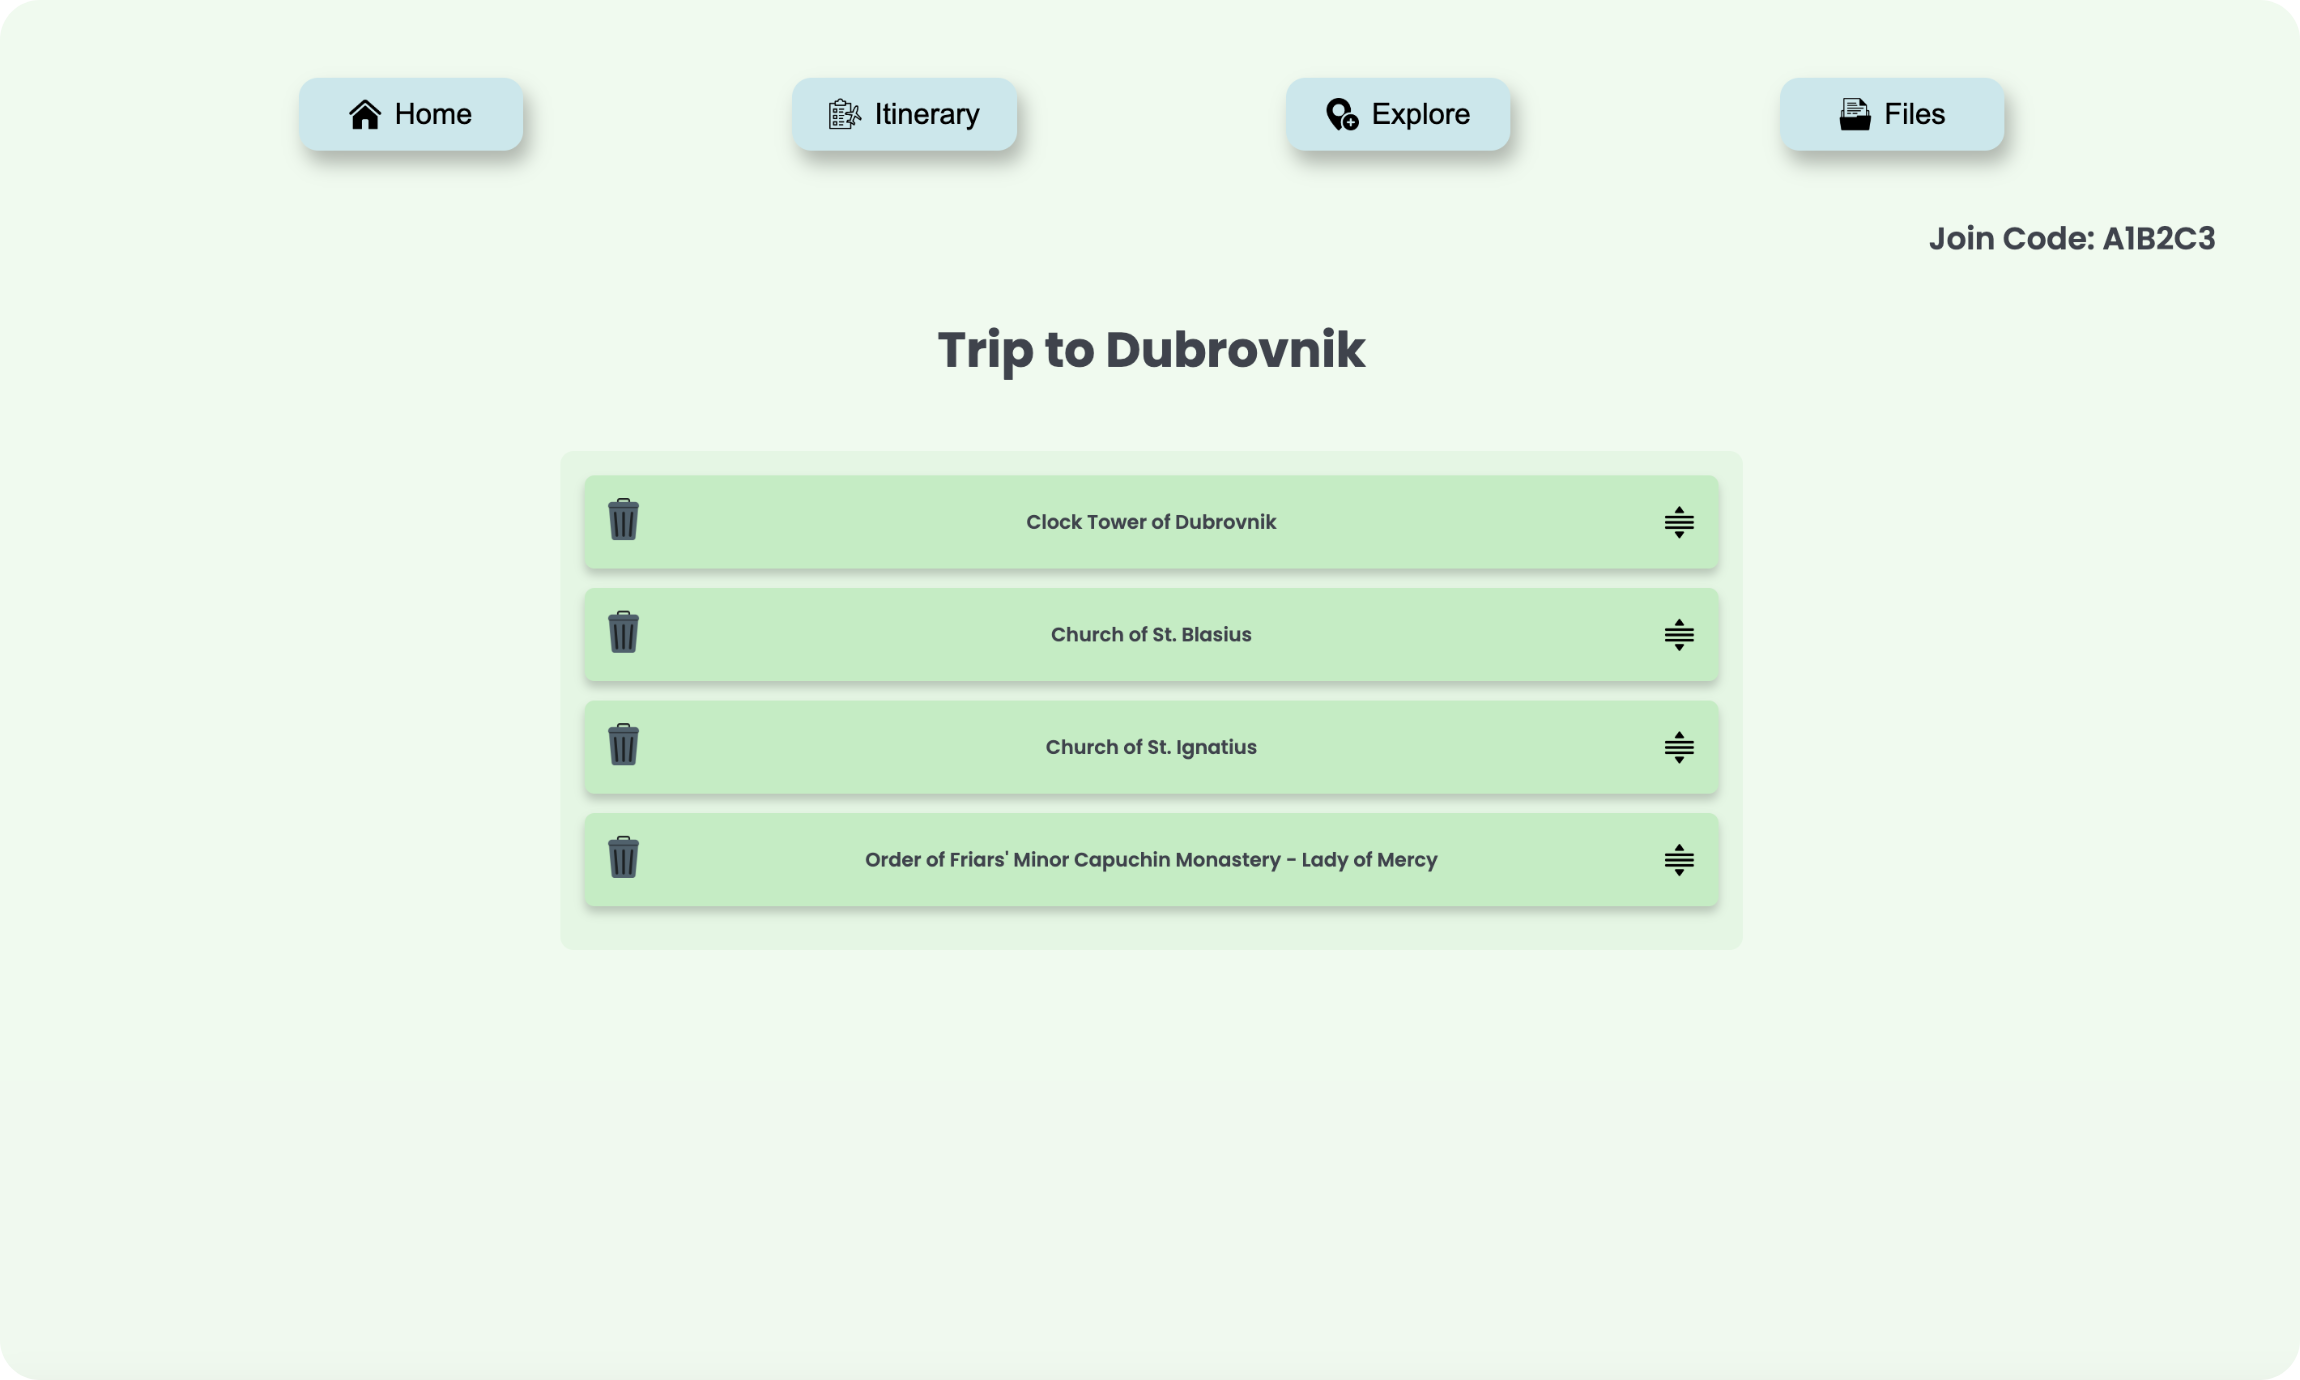 Home
Itinerary
Explore
Files
Join Code: A1B2C3
Trip to Dubrovnik
Clock Tower of Dubrovnik
Church of St. Blasius
Church of St. Ignatius
Order of Friars' Minor Capuchin Monastery - Lady of Mercy